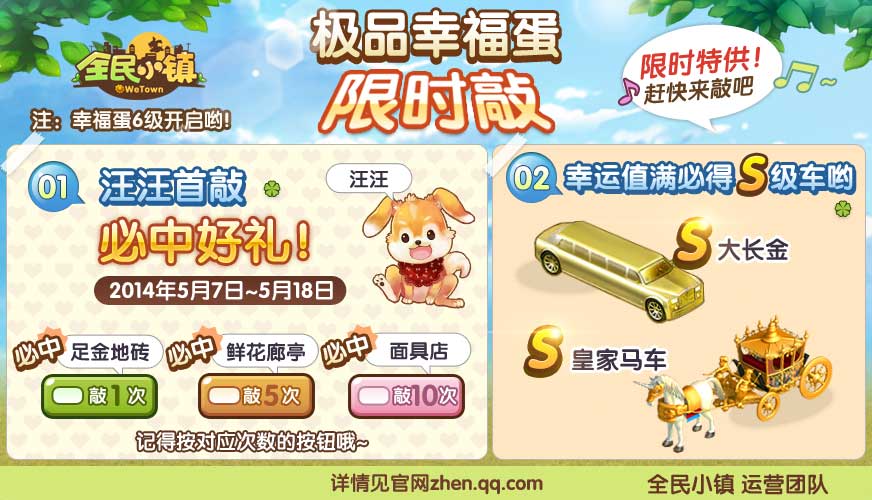 全民小镇
WeTown
极品幸福蛋
限时敲
限时特供！
赶快来敲吧
注：幸福蛋6级开启哟!
01 汪汪首敲
必中好礼！
2014年5月7日~5月18日
汪汪
必中 足金地砖
敲1次
必中 鲜花廊亭
敲5次
必中 面具店
敲10次
记得按对应次数的按钮哦~
02 幸运值满必得S级车哟
S 大长金
S 皇家马车
详情见官网zhen.qq.com
全民小镇 运营团队